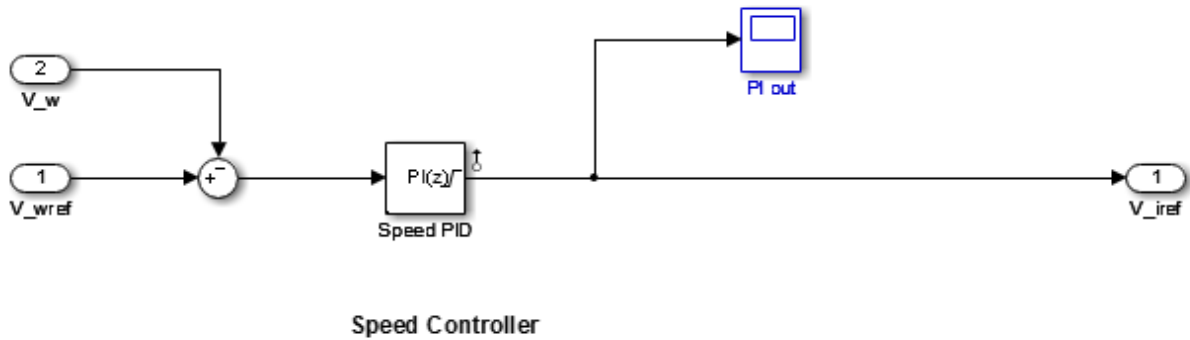 2
V_w
PI out
1
V_wref
+
−
PI(z)
Speed PID
1
V_iref
Speed Controller